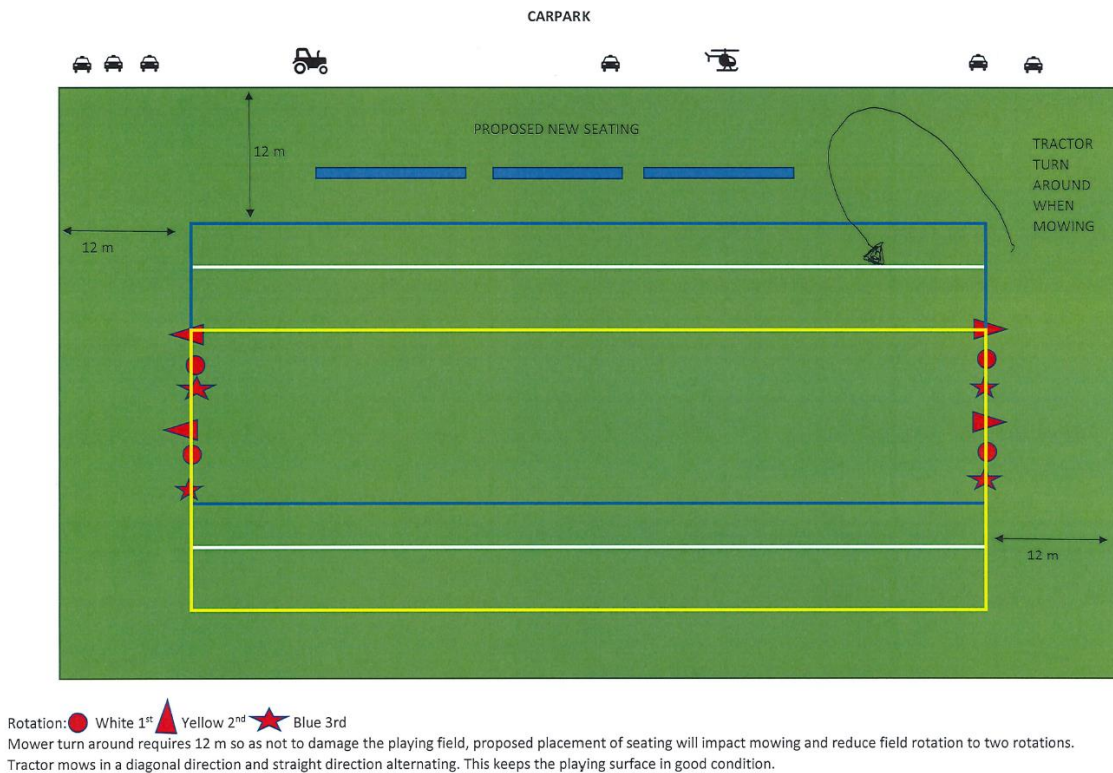 CARPARK
PROPOSED NEW SEATING
12 m
TRACTOR
TURN
AROUND
WHEN
MOWING
12 m
12 m
Rotation: White 1st Yellow 2nd Blue 3rd
Mower turn around requires 12 m so as not to damage the playing field, proposed placement of seating will impact mowing and reduce field rotation to two rotations.
Tractor mows in a diagonal direction and straight direction alternating. This keeps the playing surface in good condition.